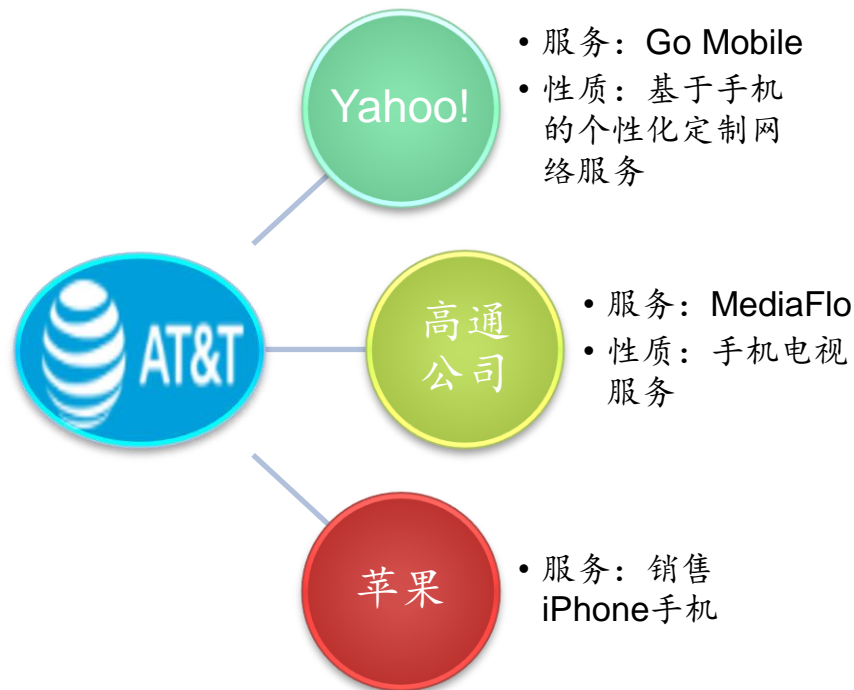 Yahoo!
• 服务：Go Mobile
• 性质：基于手机
的个性化定制网
络服务
AT&T
高通
公司
• 服务：MediaFlo
• 性质：手机电视
服务
苹果
• 服务：销售
iPhone手机